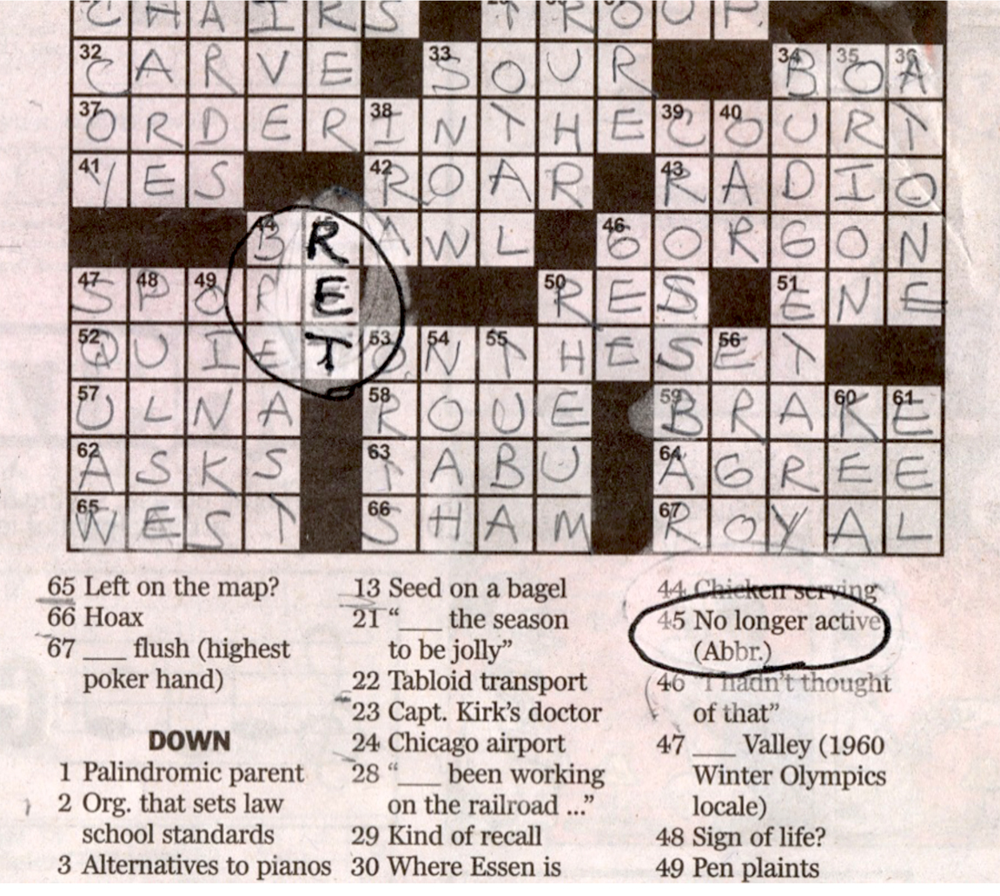 CHAIRS TROUP
32 CARVE 33 SOUR 34 B 35 O 36 A
37 ORDER 38 INTHE 39 C 40 OURT
41 YES 42 ROAR 43 RADIO
44 BRAWL 46 GORGON
47 S 48 P 49 ORE 50 RES 51 ENE
52 QUIET 53 O 54 N 55 THES 56 ET
57 ULNA 58 ROUE 59 BRA 60 K 61 E
62 ASKS 63 TABU 64 AGREE
65 WEST 66 SHAM 67 ROYAL
65 Left on the map?
66 Hoax
67 ___ flush (highest
poker hand)
DOWN
1 Palindromic parent
2 Org. that sets law
school standards
3 Alternatives to pianos
13 Seed on a bagel
21 “___ the season
to be jolly”
22 Tabloid transport
23 Capt. Kirk’s doctor
24 Chicago airport
28 “___ been working
on the railroad ...”
29 Kind of recall
30 Where Essen is
44 Chicken serving
45 No longer active
(Abbr.)
46 “I hadn’t thought
of that”
47 ___ Valley (1960
Winter Olympics
locale)
48 Sign of life?
49 Pen plaints